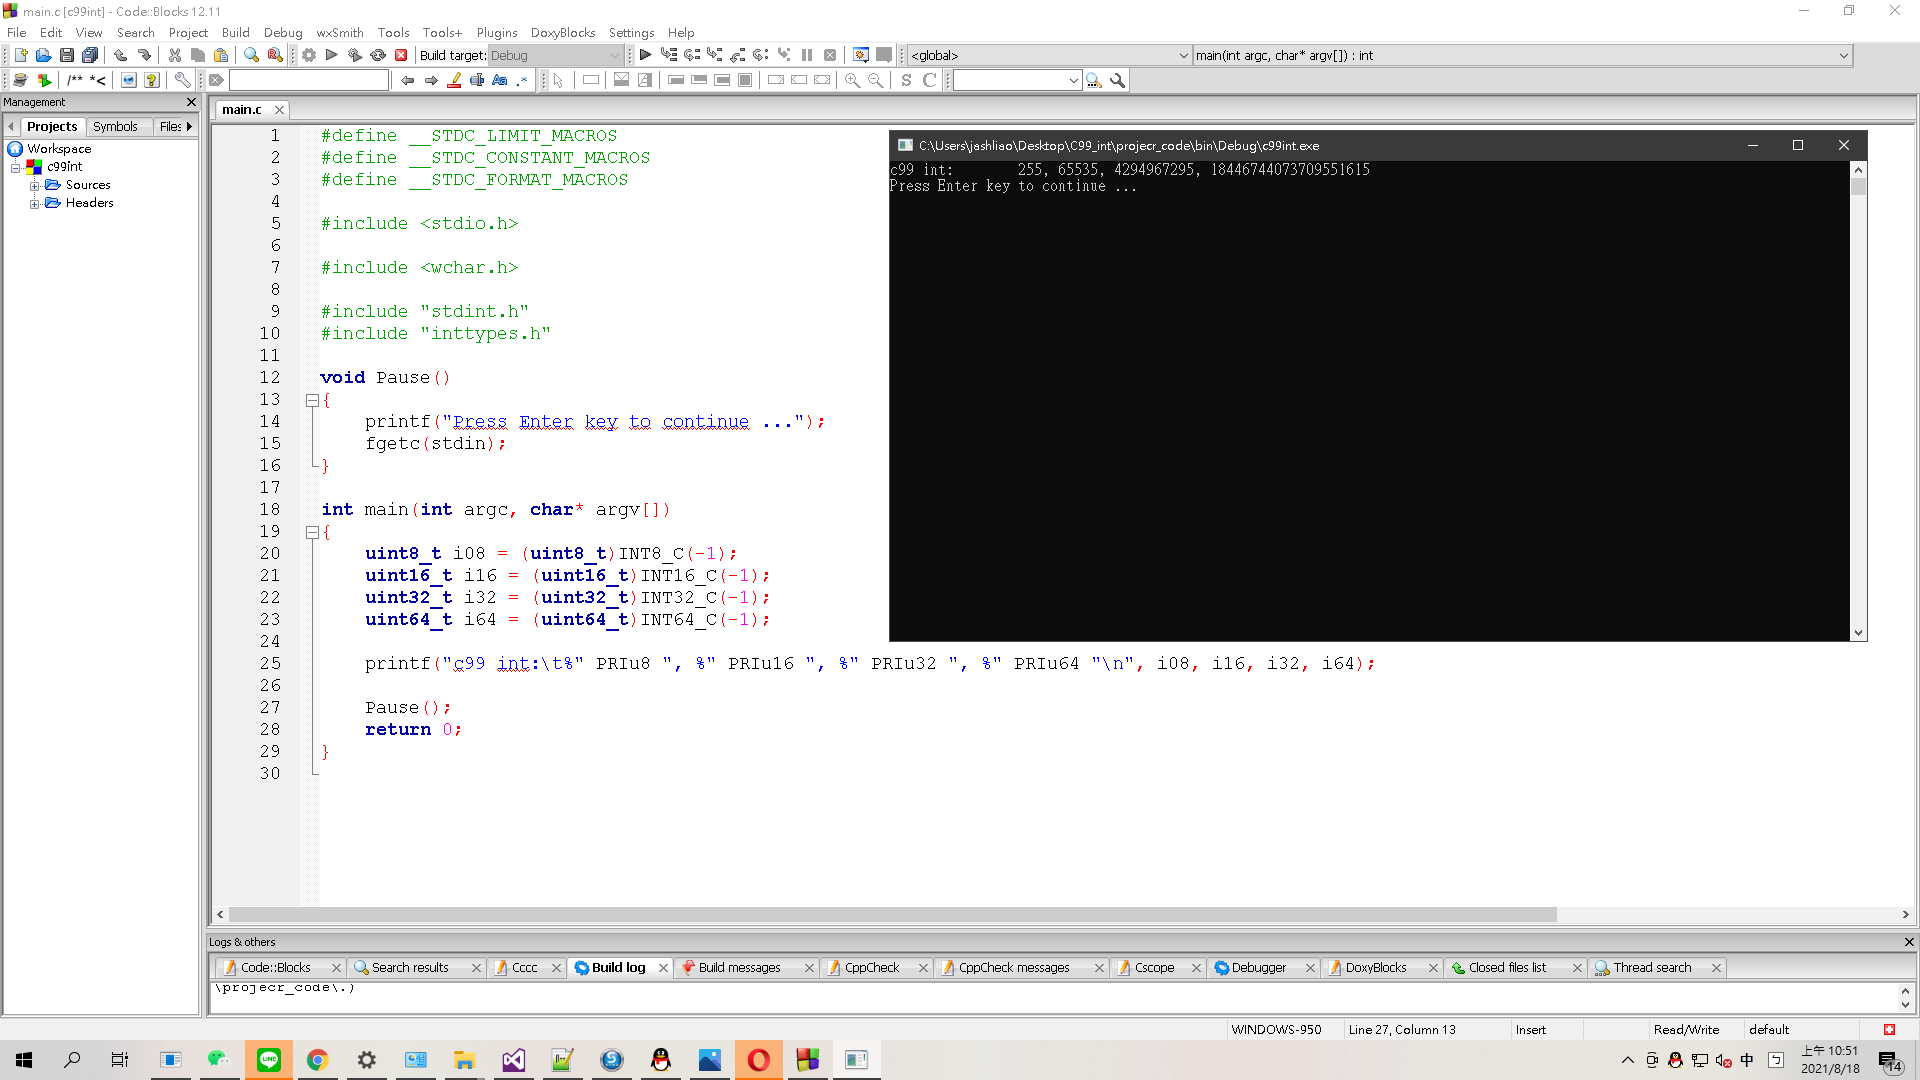 main.c [c99int] - Code::Blocks 12.11
File Edit View Search Project Build Debug wxSmith Tools Tools+ Plugins DoxyBlocks Settings Help
Build target: Debug <global> main(int argc, char* argv[]) : int
/** *<
Aa .* S C
Management
main.c
Projects Symbols Files
Workspace
c99int
Sources
Headers
1 #define __STDC_LIMIT_MACROS
2 #define __STDC_CONSTANT_MACROS
3 #define __STDC_FORMAT_MACROS
4
5 #include <stdio.h>
6
7 #include <wchar.h>
8
9 #include "stdint.h"
10 #include "inttypes.h"
11
12 void Pause()
13 {
14 printf("Press Enter key to continue ...");
15 fgetc(stdin);
16 }
17
18 int main(int argc, char* argv[])
19 {
20 uint8_t i08 = (uint8_t)INT8_C(-1);
21 uint16_t i16 = (uint16_t)INT16_C(-1);
22 uint32_t i32 = (uint32_t)INT32_C(-1);
23 uint64_t i64 = (uint64_t)INT64_C(-1);
24
25 printf("c99 int:\t%" PRIu8 ", %" PRIu16 ", %" PRIu32 ", %" PRIu64 "\n", i08, i16, i32, i64);
26
27 Pause();
28 return 0;
29 }
30
C:\Users\jashliao\Desktop\C99_int\projecr_code\bin\Debug\c99int.exe
c99 int: 255, 65535, 4294967295, 18446744073709551615
Press Enter key to continue ...
Logs & others
Code::Blocks Search results Cccc Build log Build messages CppCheck CppCheck messages Cscope Debugger DoxyBlocks Closed files list Thread search
\projecr_code\.)
WINDOWS-950 Line 27, Column 13 Insert Read/Write default
LINE
中
上午 10:51
2021/8/18
14